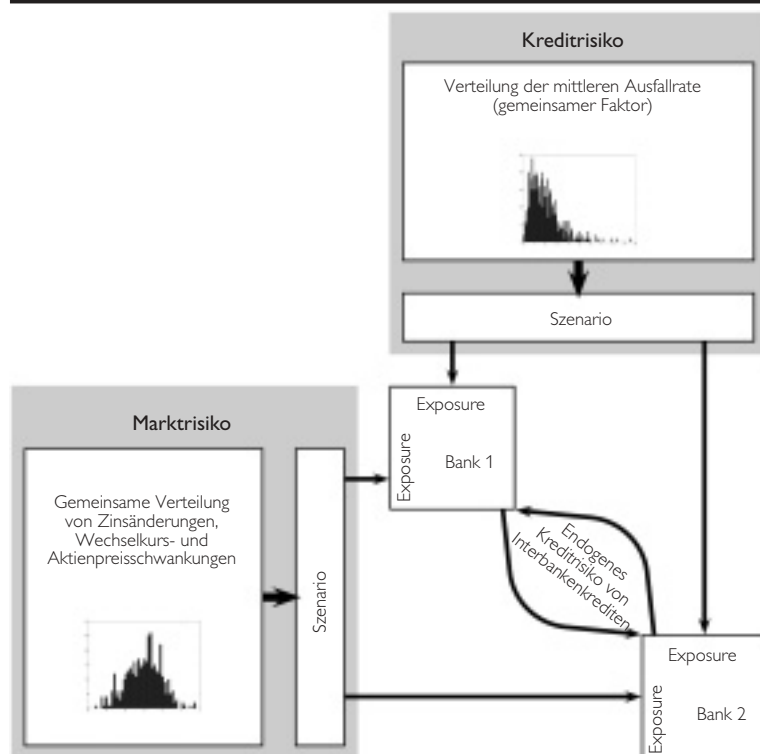 Kreditrisiko
Verteilung der mittleren Ausfallrate
(gemeinsamer Faktor)
Szenario
Marktrisiko
Gemeinsame Verteilung
von Zinsänderungen,
Wechselkurs- und
Aktienpreisschwankungen
Szenario
Exposure
Exposure
Bank 1
Endogenes
Kreditrisiko von
Interbankenkrediten
Exposure
Exposure
Bank 2